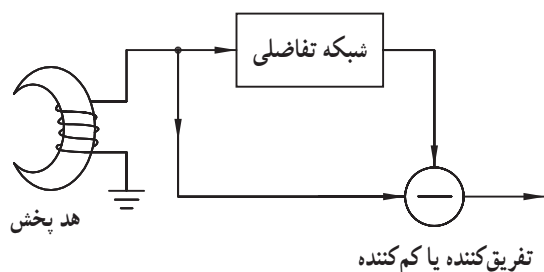 شبکه تفاضلی
هد پخش
تفریق‌کننده یا کم‌کننده